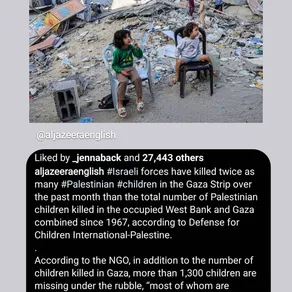 @aljazeeraenglish
Liked by _jennaback and 27,443 others
aljazeeraenglish #Israeli forces have killed twice as
many #Palestinian #children in the Gaza Strip over
the past month than the total number of Palestinian
children killed in the occupied West Bank and Gaza
combined since 1967, according to Defense for
Children International-Palestine.
.
According to the NGO, in addition to the number of
children killed in Gaza, more than 1,300 children are
missing under the rubble, “most of whom are